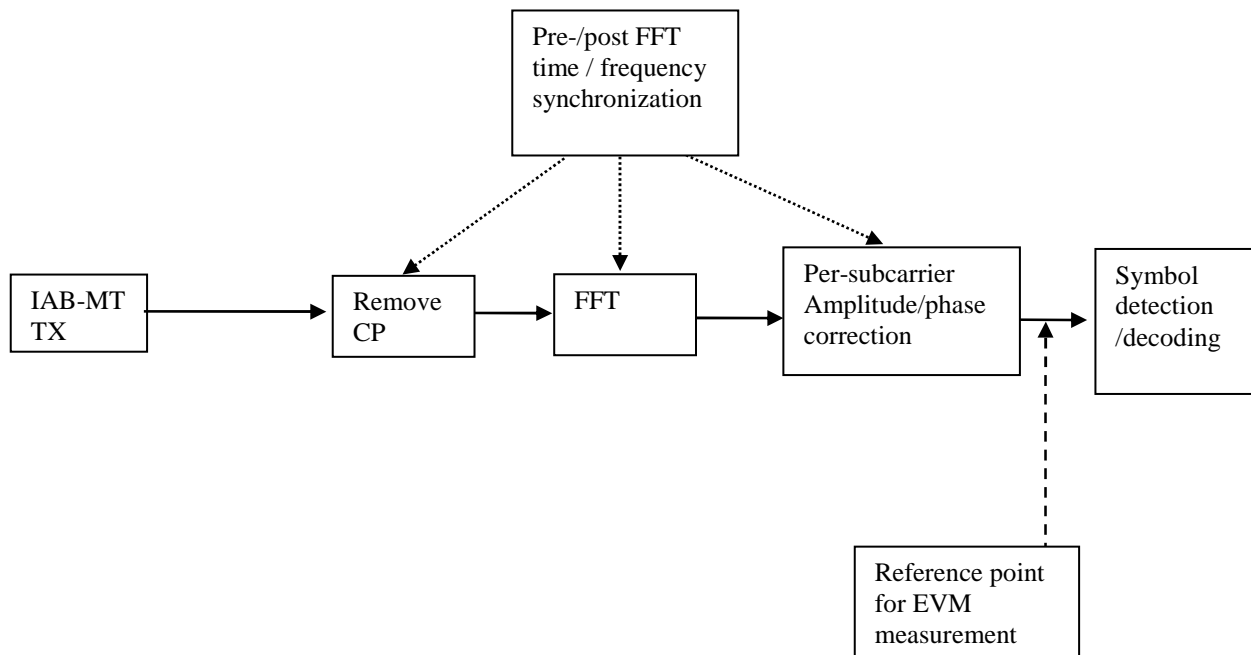 Pre-/post FFT
time / frequency
synchronization
IAB-MT
TX
Remove
CP
FFT
Per-subcarrier
Amplitude/phase
correction
Symbol
detection
/decoding
Reference point
for EVM
measurement